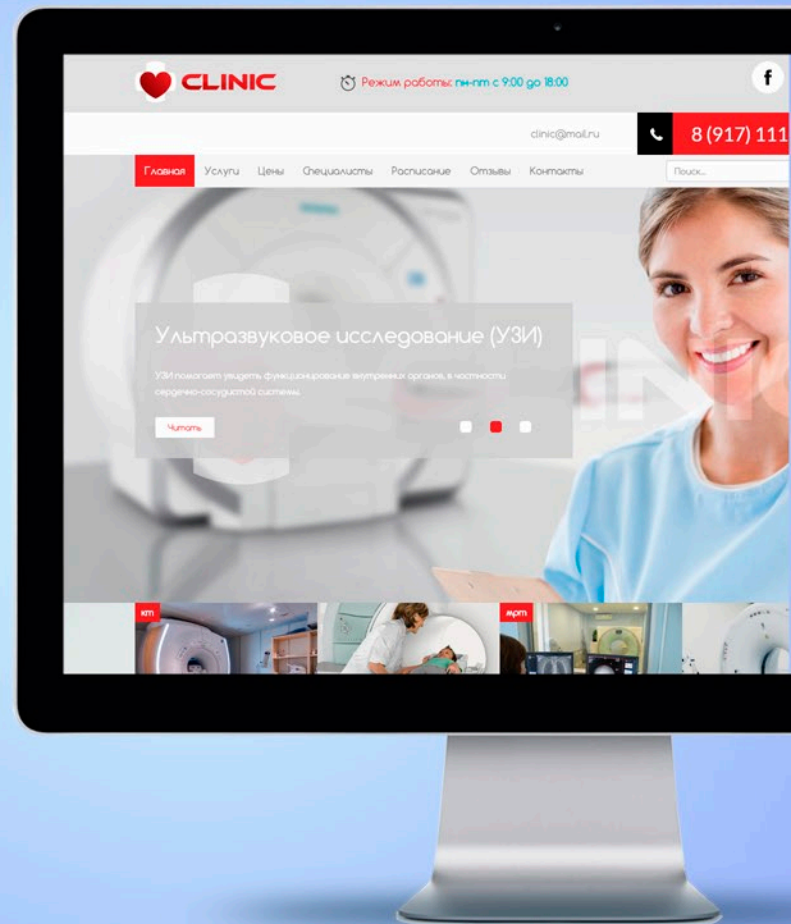 CLINIC
Режим работы: пн-пт с 9:00 до 18:00
f
clinic@mail.ru
8 (917) 111
Главная Услуги Цены Специалисты Расписание Отзывы Контакты
Поиск...
Ультразвуковое исследование (УЗИ)
УЗИ помогает увидеть функционирование внутренних органов, в частности
сердечно-сосудистой системы.
Читать
INIC
кт
мрт